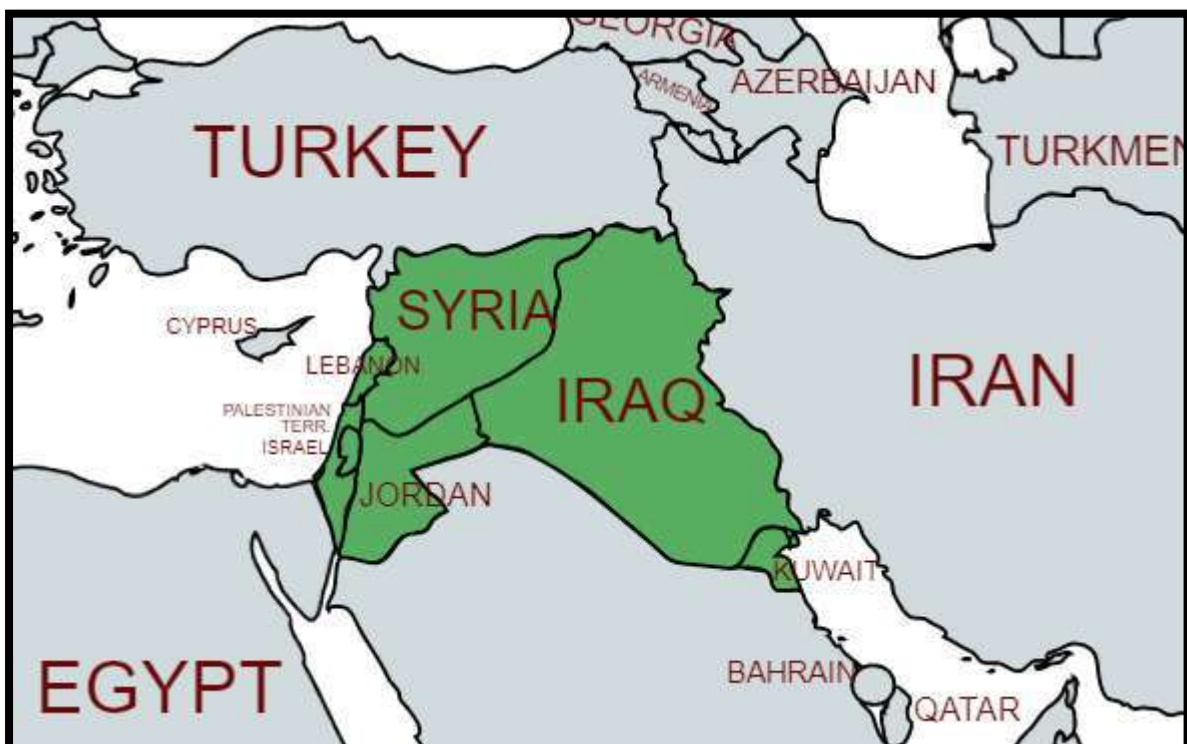 GEORGIA
ARMENIA
AZERBAIJAN
TURKEY
TURKMEN
SYRIA
CYPRUS
LEBANON
IRAN
IRAQ
PALESTINIAN
TERR.
ISRAEL
JORDAN
KUWAIT
EGYPT
BAHRAIN
QATAR